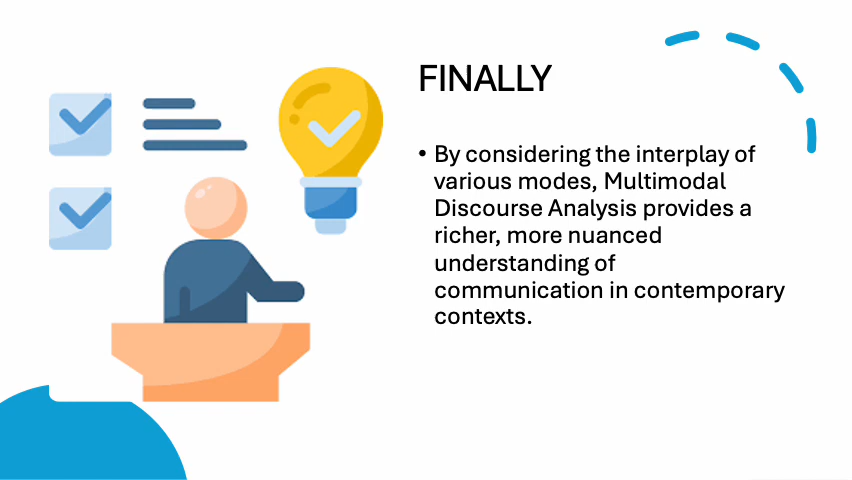 FINALLY
• By considering the interplay of
various modes, Multimodal
Discourse Analysis provides a
richer, more nuanced
understanding of
communication in contemporary
contexts.